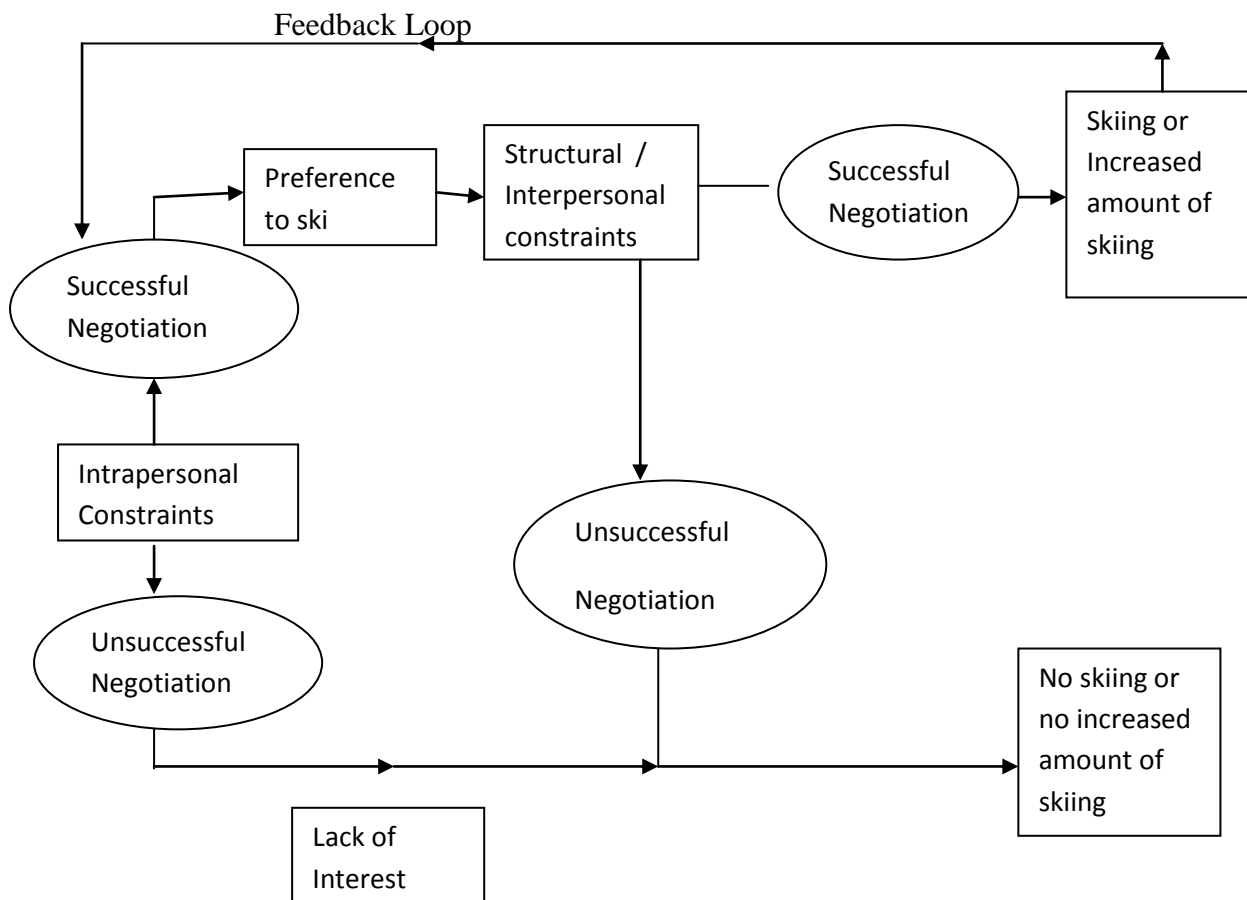 Feedback Loop
Skiing or
Increased
amount of
skiing
Structural /
Interpersonal
constraints
Successful
Negotiation
Preference
to ski
Successful
Negotiation
Intrapersonal
Constraints
Unsuccessful
Negotiation
Unsuccessful
Negotiation
No skiing or
no increased
amount of
skiing
Lack of
Interest